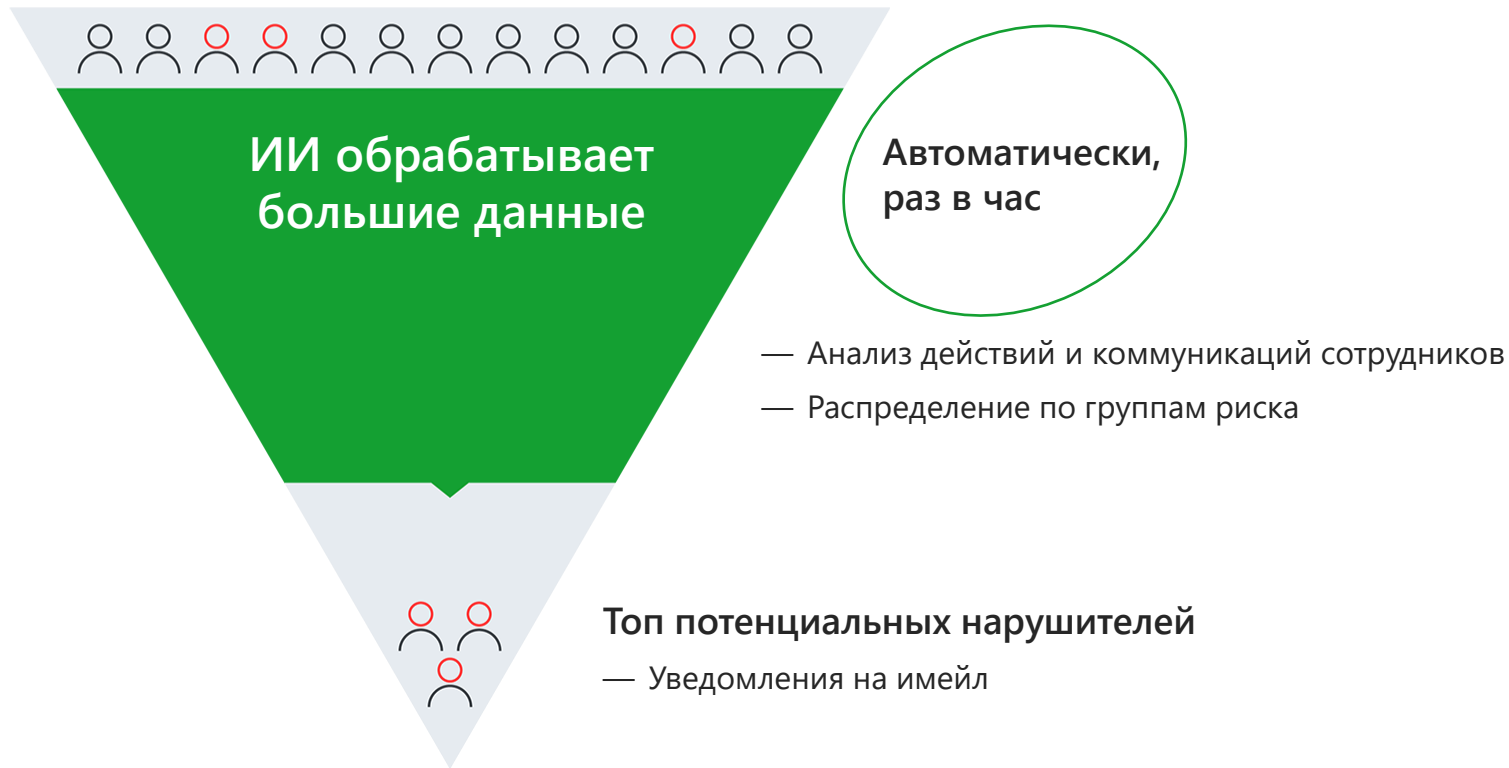 ИИ обрабатывает
большие данные
Автоматически,
раз в час
— Анализ действий и коммуникаций сотрудников
— Распределение по группам риска
Топ потенциальных нарушителей
— Уведомления на имейл